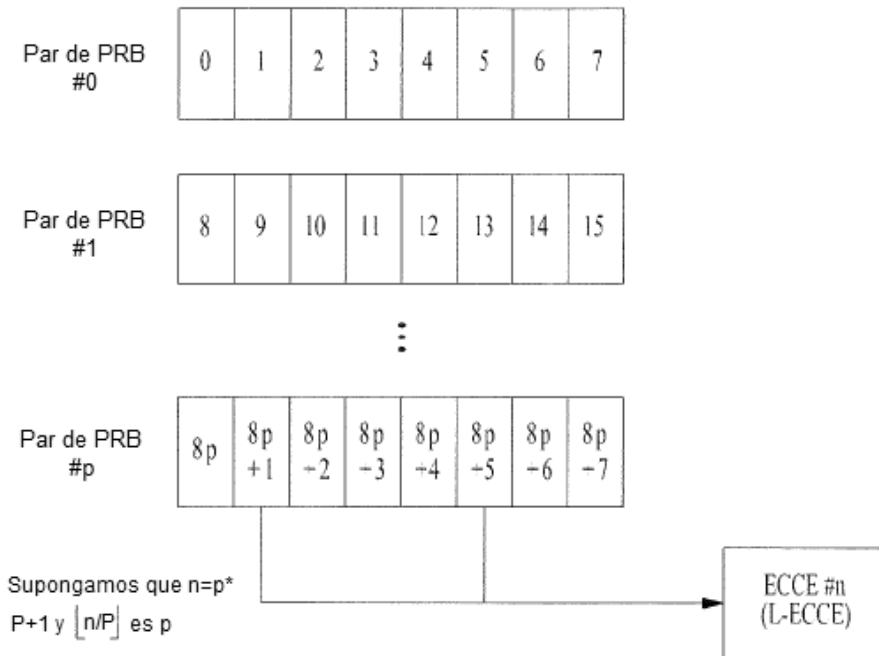 Par de PRB
#0
0 1 2 3 4 5 6 7
Par de PRB
#1
8 9 10 11 12 13 14 15
Par de PRB
#p
8p 8p 8p 8p 8p 8p 8p 8p
+1 +2 +3 +4 +5 +6 +7
Supongamos que n=p*
P+1 y ⌊n/P⌋ es p
ECCE #n
(L-ECCE)